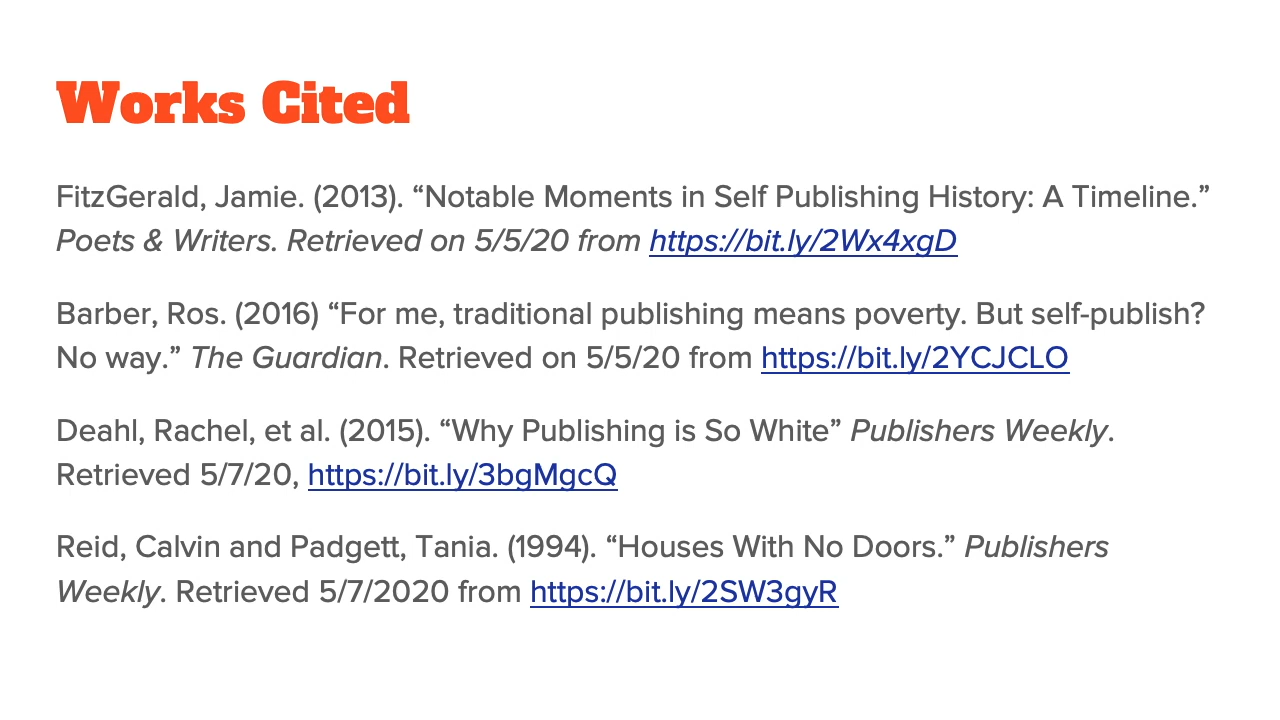 Works Cited
FitzGerald, Jamie. (2013). “Notable Moments in Self Publishing History: A Timeline.”
Poets & Writers. Retrieved on 5/5/20 from https://bit.ly/2Wx4xgD
Barber, Ros. (2016) “For me, traditional publishing means poverty. But self-publish?
No way.” The Guardian. Retrieved on 5/5/20 from https://bit.ly/2YCJCLO
Deahl, Rachel, et al. (2015). “Why Publishing is So White” Publishers Weekly.
Retrieved 5/7/20, https://bit.ly/3bgMgcQ
Reid, Calvin and Padgett, Tania. (1994). “Houses With No Doors.” Publishers
Weekly. Retrieved 5/7/2020 from https://bit.ly/2SW3gyR